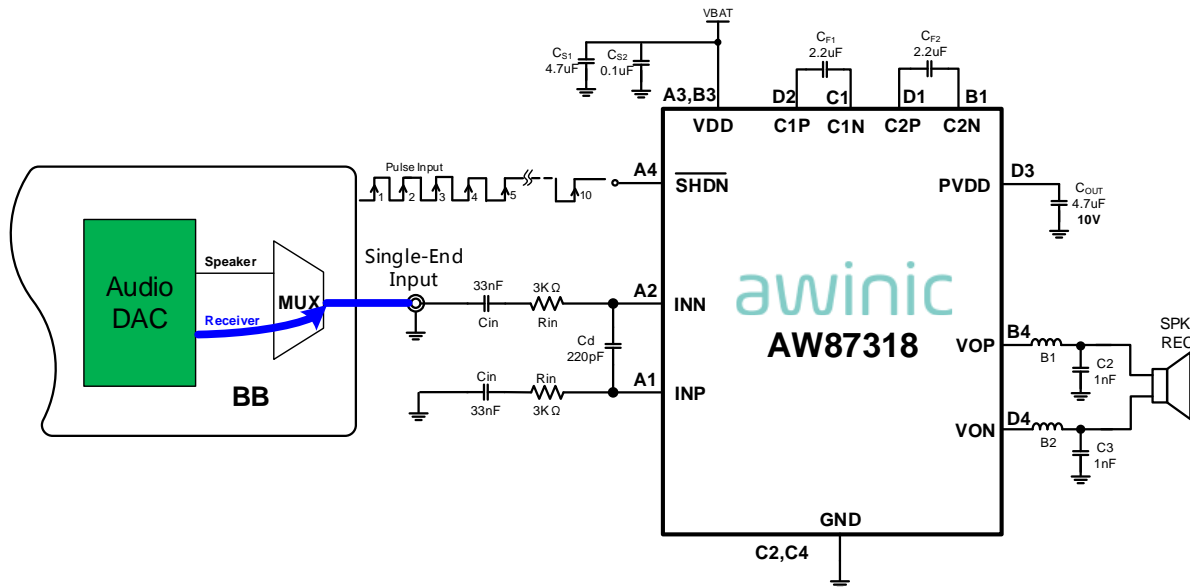 VBAT
CS1
4.7uF
CS2
0.1uF
CF1
2.2uF
CF2
2.2uF
A3,B3
D2
C1
D1
B1
VDD
C1P
C1N
C2P
C2N
Pulse Input
1
2
3
4
5
10
A4
SHDN
PVDD
D3
COUT
4.7uF
10V
Audio
DAC
Speaker
Receiver
MUX
BB
Single-End
Input
33nF
Cin
3KΩ
Rin
A2
INN
Cd
220pF
Cin
33nF
Rin
3KΩ
A1
INP
awinic
AW87318
VOP
B4
B1
C2
1nF
SPK
REC
VON
D4
B2
C3
1nF
GND
C2,C4